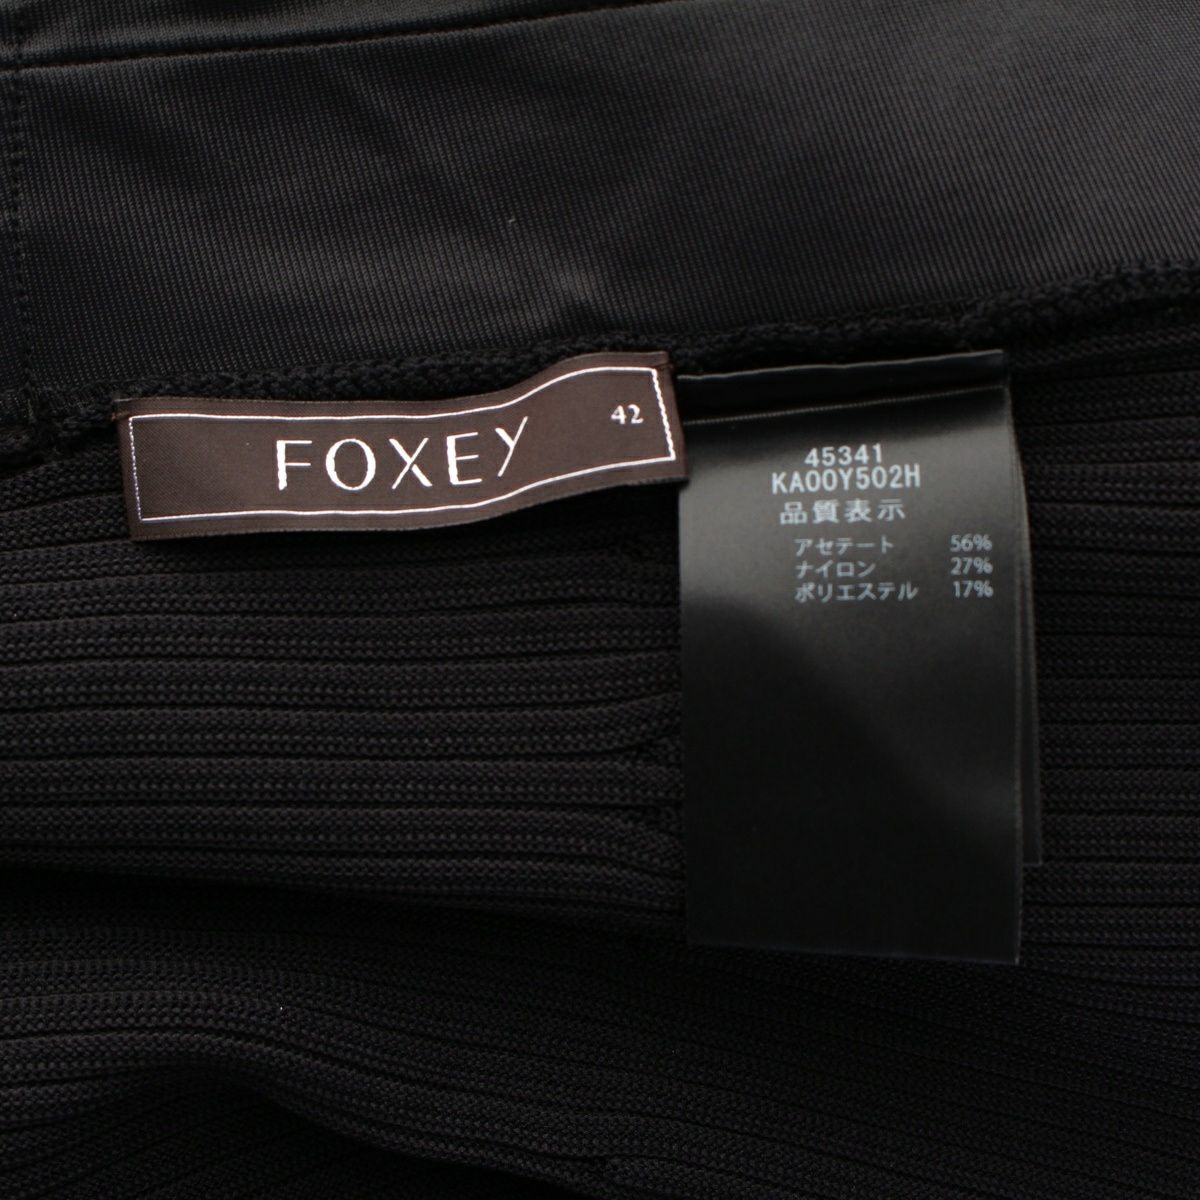 FOXEY
42
45341
KA00Y502H
品質表示
アセテート 56%
ナイロン 27%
ポリエステル 17%